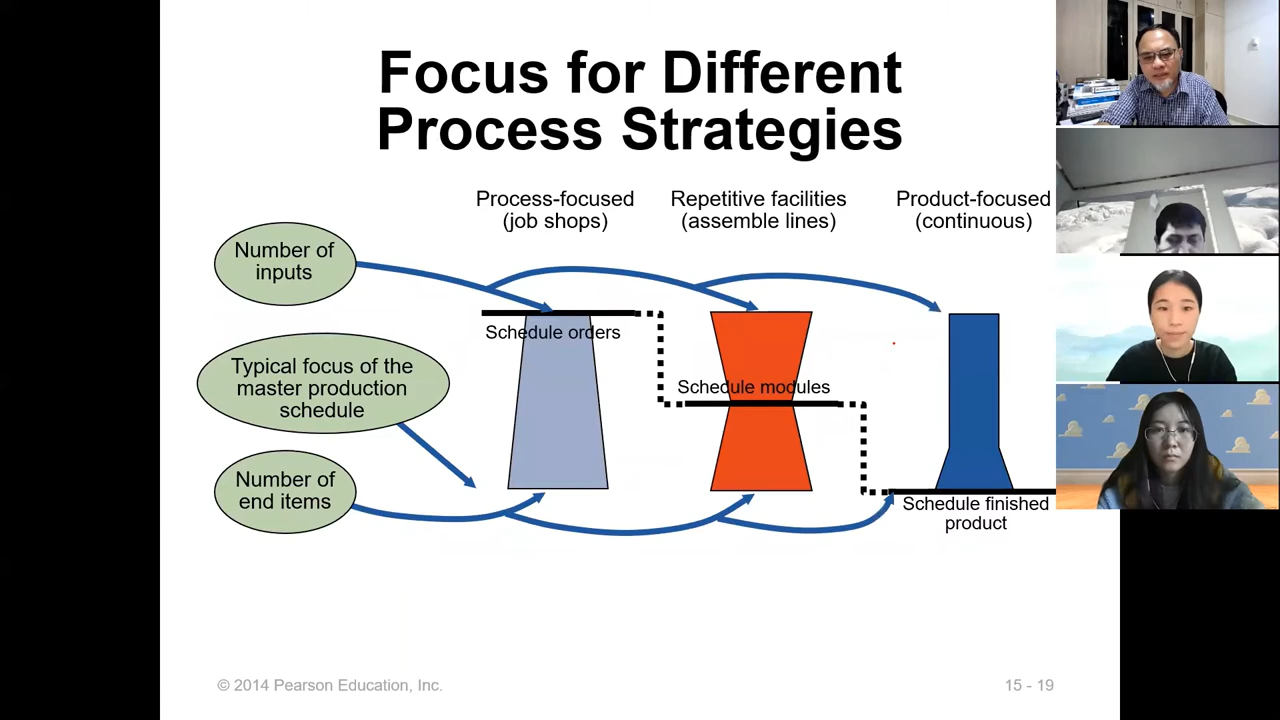 Focus for Different
Process Strategies
Process-focused
(job shops)
Repetitive facilities
(assemble lines)
Product-focused
(continuous)
Number of
inputs
Schedule orders
Typical focus of the
master production
schedule
Schedule modules
Number of
end items
Schedule finished
product
© 2014 Pearson Education, Inc.
15 - 19